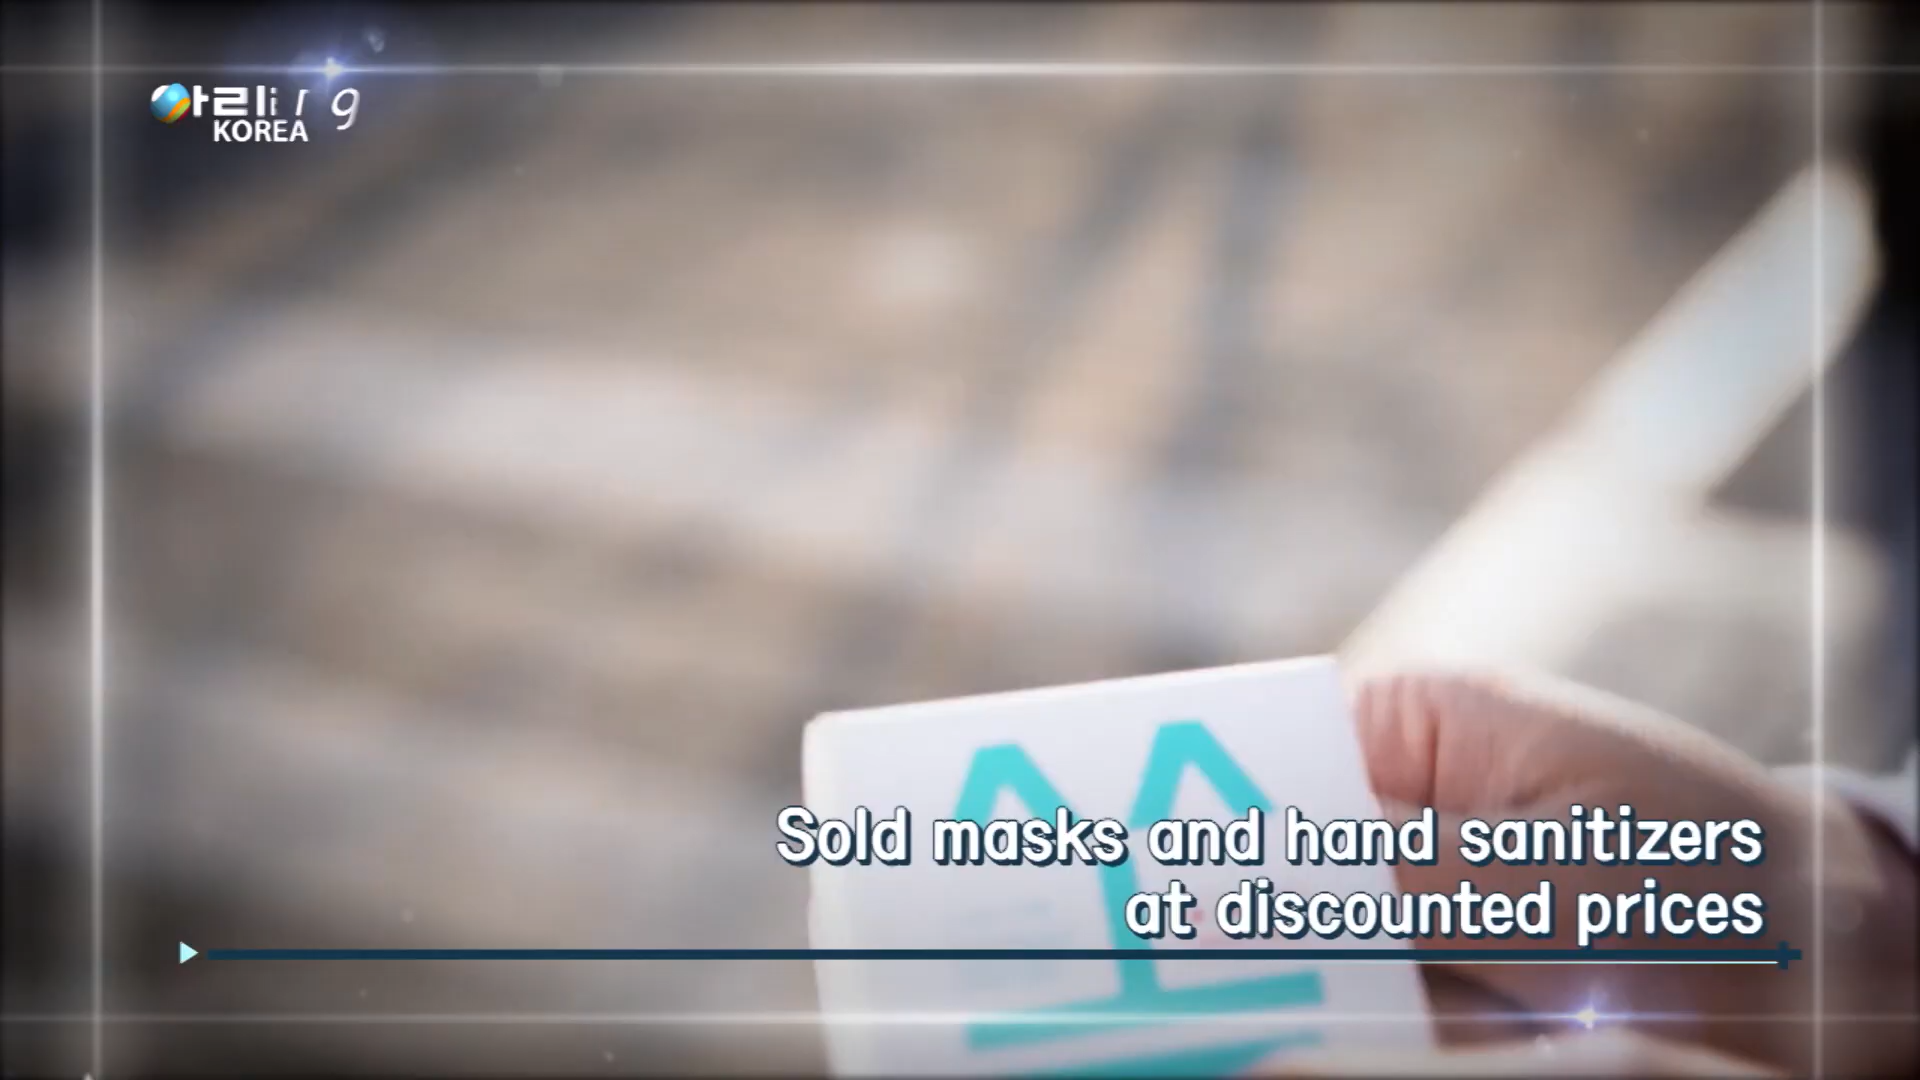 KOREA
Sold masks and hand sanitizers
at discounted prices